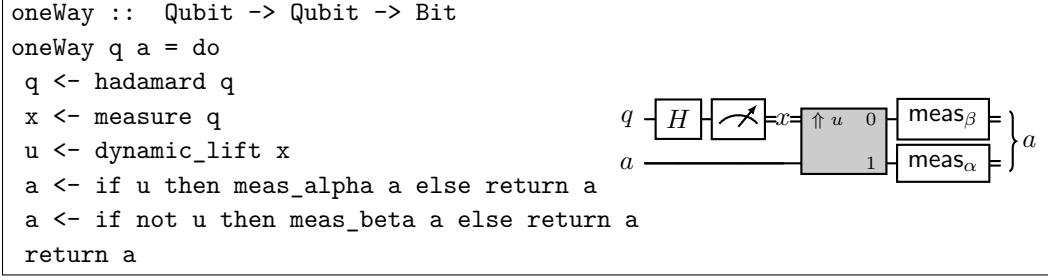 oneWay ::  Qubit -> Qubit -> Bit
oneWay q a = do
 q <- hadamard q
 x <- measure q
 u <- dynamic_lift x
 a <- if u then meas_alpha a else return a
 a <- if not u then meas_beta a else return a
 return a
q H x ⇑ u 0 meas_β
a 1 meas_α
a